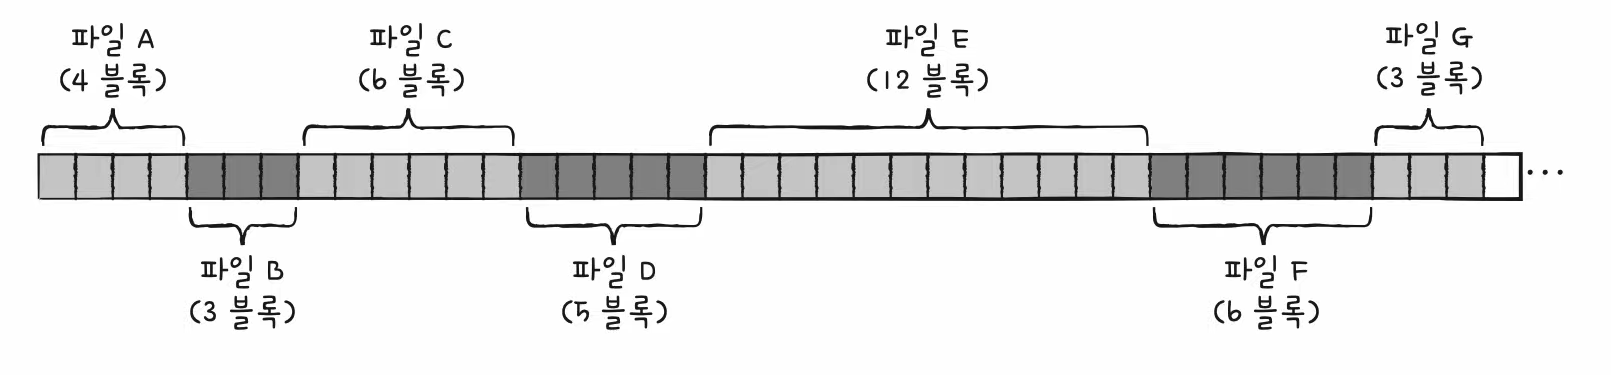 파일 A
(4 블록)
파일 C
(6 블록)
파일 E
(12 블록)
파일 G
(3 블록)
...
파일 B
(3 블록)
파일 D
(5 블록)
파일 F
(6 블록)